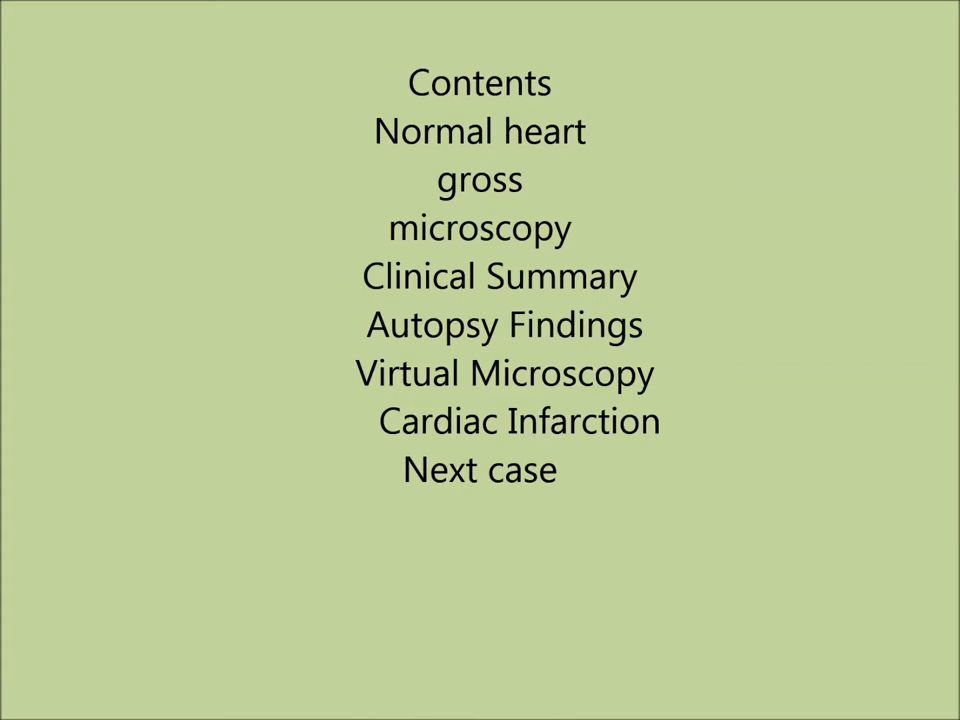 Contents
Normal heart
gross
microscopy
Clinical Summary
Autopsy Findings
Virtual Microscopy
Cardiac Infarction
Next case